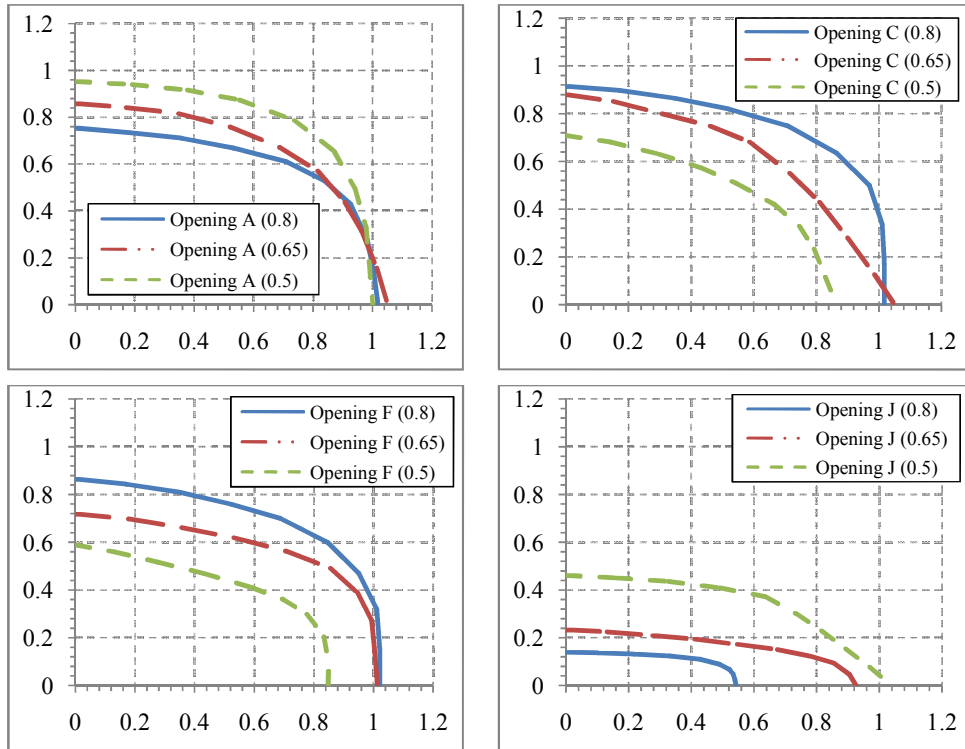 1.2
1
0.8
0.6
0.4
0.2
0
0 0.2 0.4 0.6 0.8 1 1.2
Opening A (0.8)
Opening A (0.65)
Opening A (0.5)
1.2
1
0.8
0.6
0.4
0.2
0
0 0.2 0.4 0.6 0.8 1 1.2
Opening C (0.8)
Opening C (0.65)
Opening C (0.5)
1.2
1
0.8
0.6
0.4
0.2
0
0 0.2 0.4 0.6 0.8 1 1.2
Opening F (0.8)
Opening F (0.65)
Opening F (0.5)
1.2
1
0.8
0.6
0.4
0.2
0
0 0.2 0.4 0.6 0.8 1 1.2
Opening J (0.8)
Opening J (0.65)
Opening J (0.5)